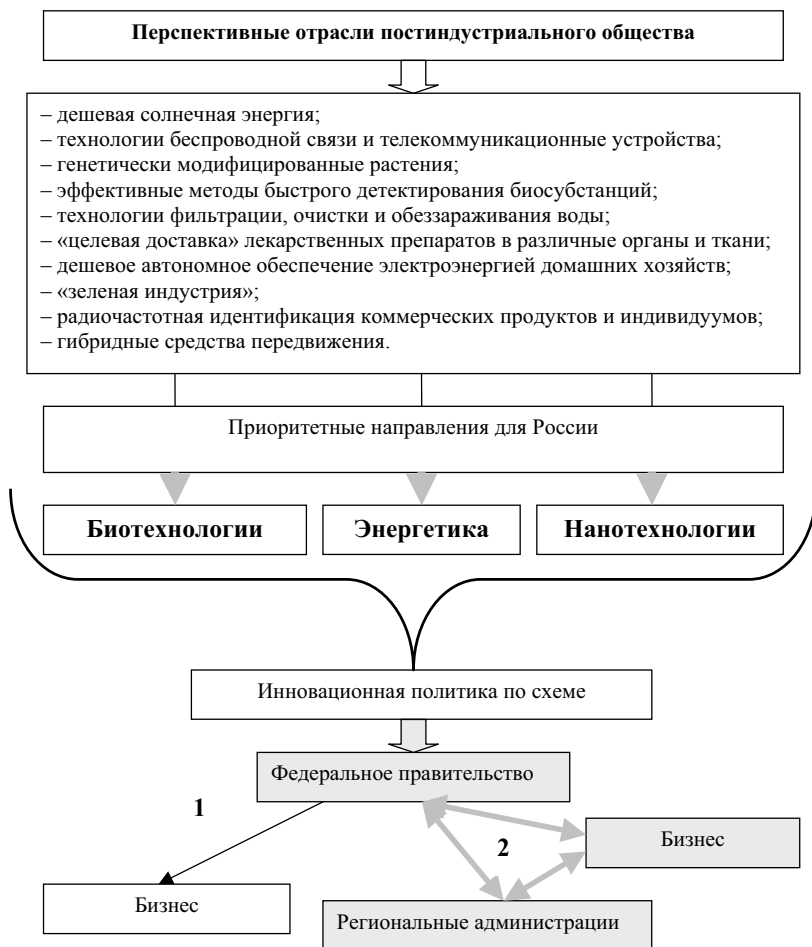 Перспективные отрасли постиндустриального общества
– дешевая солнечная энергия;
– технологии беспроводной связи и телекоммуникационные устройства;
– генетически модифицированные растения;
– эффективные методы быстрого детектирования биосубстанций;
– технологии фильтрации, очистки и обеззараживания воды;
– «целевая доставка» лекарственных препаратов в различные органы и ткани;
– дешевое автономное обеспечение электроэнергией домашних хозяйств;
– «зеленая индустрия»;
– радиочастотная идентификация коммерческих продуктов и индивидуумов;
– гибридные средства передвижения.
Приоритетные направления для России
Биотехнологии
Энергетика
Нанотехнологии
Инновационная политика по схеме
Федеральное правительство
1
2
Бизнес
Бизнес
Региональные администрации